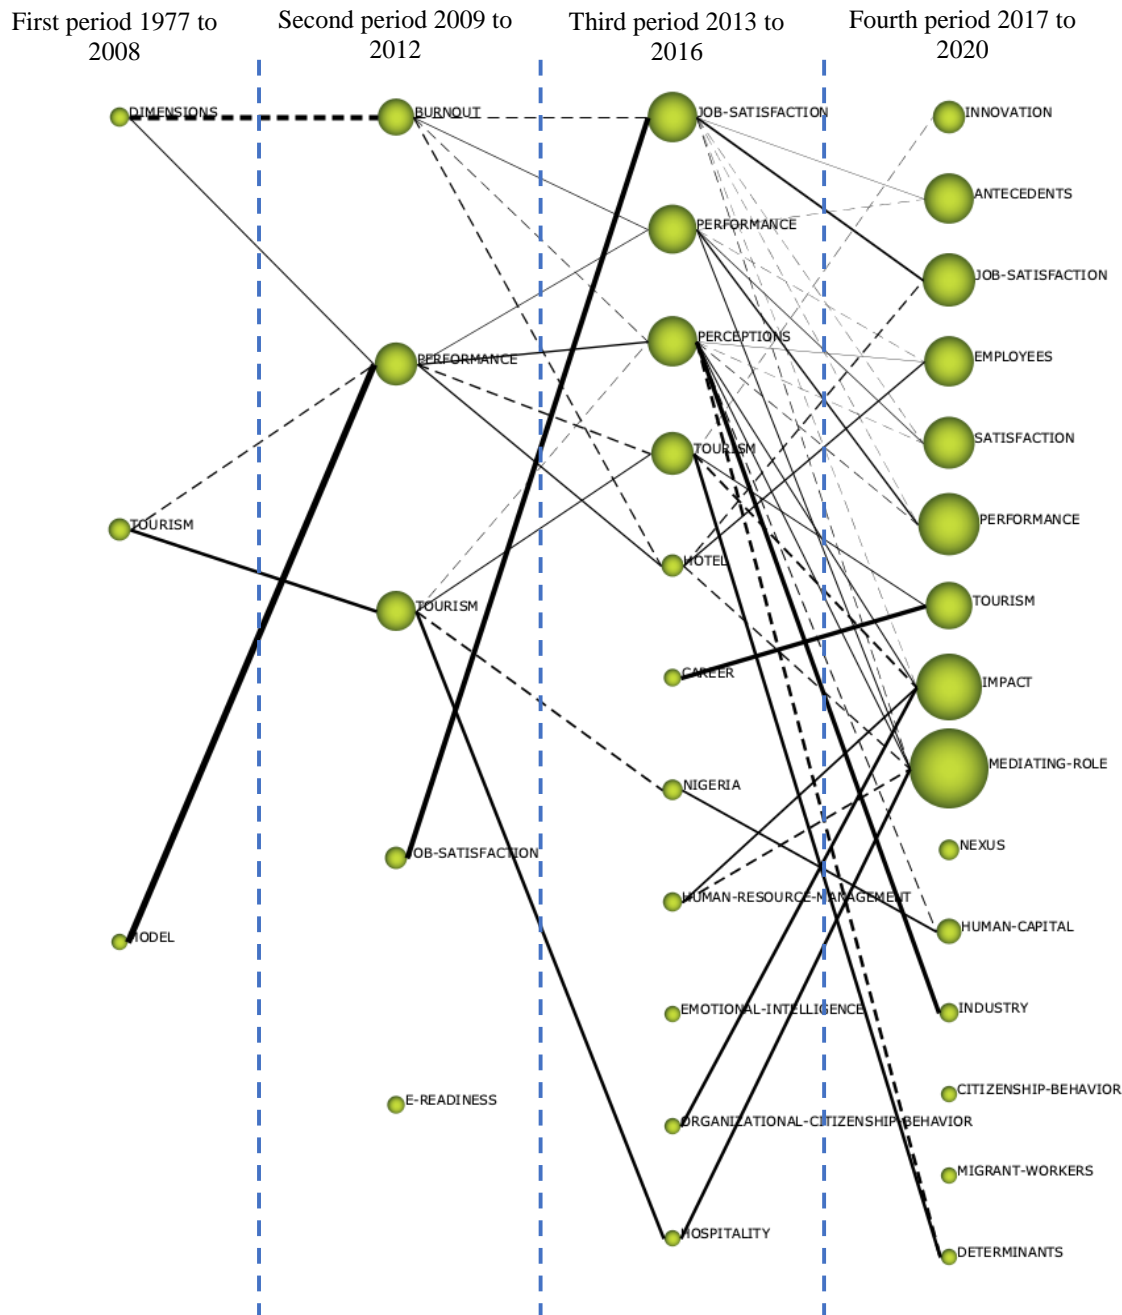 First period 1977 to
2008
Second period 2009 to
2012
Third period 2013 to
2016
Fourth period 2017 to
2020
DIMENSIONS
TOURISM
MODEL
BURNOUT
PERFORMANCE
TOURISM
JOB-SATISFACTION
E-READINESS
JOB-SATISFACTION
PERFORMANCE
PERCEPTIONS
TOURISM
HOTEL
CAREER
NIGERIA
HUMAN-RESOURCE-MANAGEMENT
EMOTIONAL-INTELLIGENCE
ORGANIZATIONAL-CITIZENSHIP-BEHAVIOR
HOSPITALITY
INNOVATION
ANTECEDENTS
JOB-SATISFACTION
EMPLOYEES
SATISFACTION
PERFORMANCE
TOURISM
IMPACT
MEDIATING-ROLE
NEXUS
HUMAN-CAPITAL
INDUSTRY
CITIZENSHIP-BEHAVIOR
MIGRANT-WORKERS
DETERMINANTS